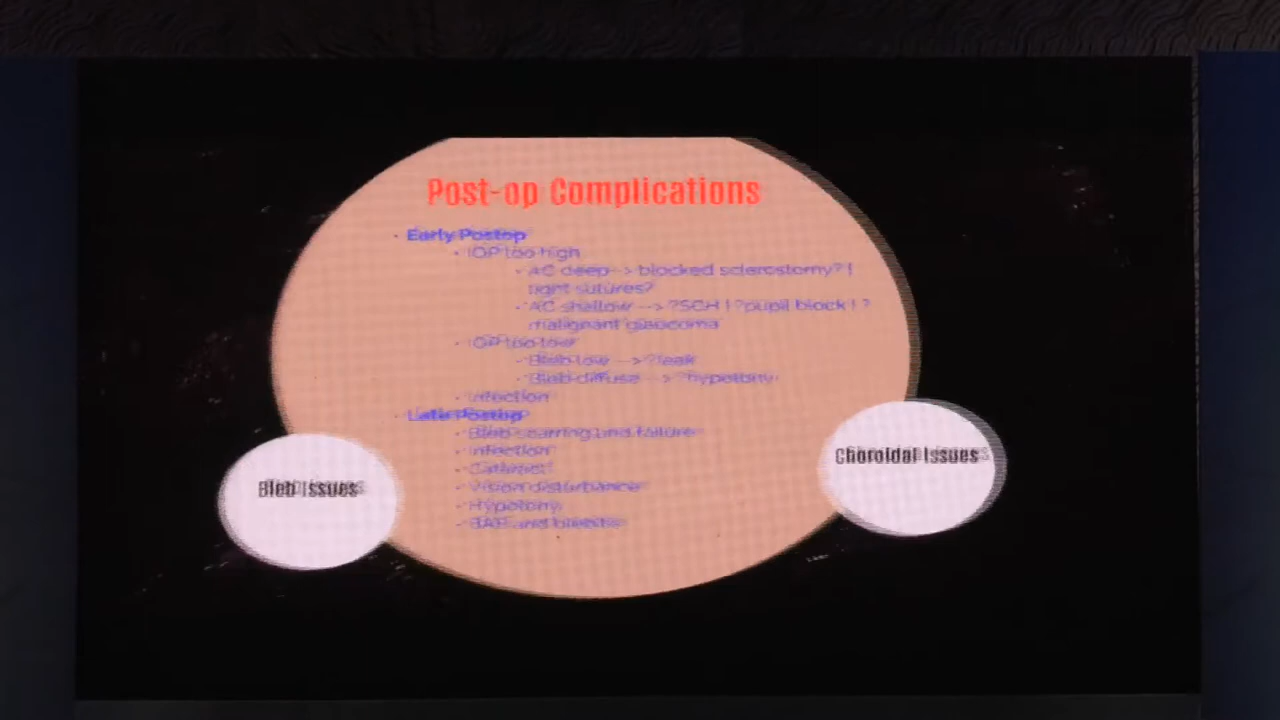 Post-op Complications
Early Postop
IOP too high
AC deep --> blocked sclerostomy? |
tight sutures?
AC shallow --> ?SCH | ?pupil block | ?
malignant glaucoma
IOP too low
Bleb low --> ?leak
Bleb diffuse --> ?hypotony
Infection
Late Postop
Bleb scarring and failure
Infection
Cataract
Vision disturbance
Hypotony
and blebitis
Bleb Issues
Choroidal Issues